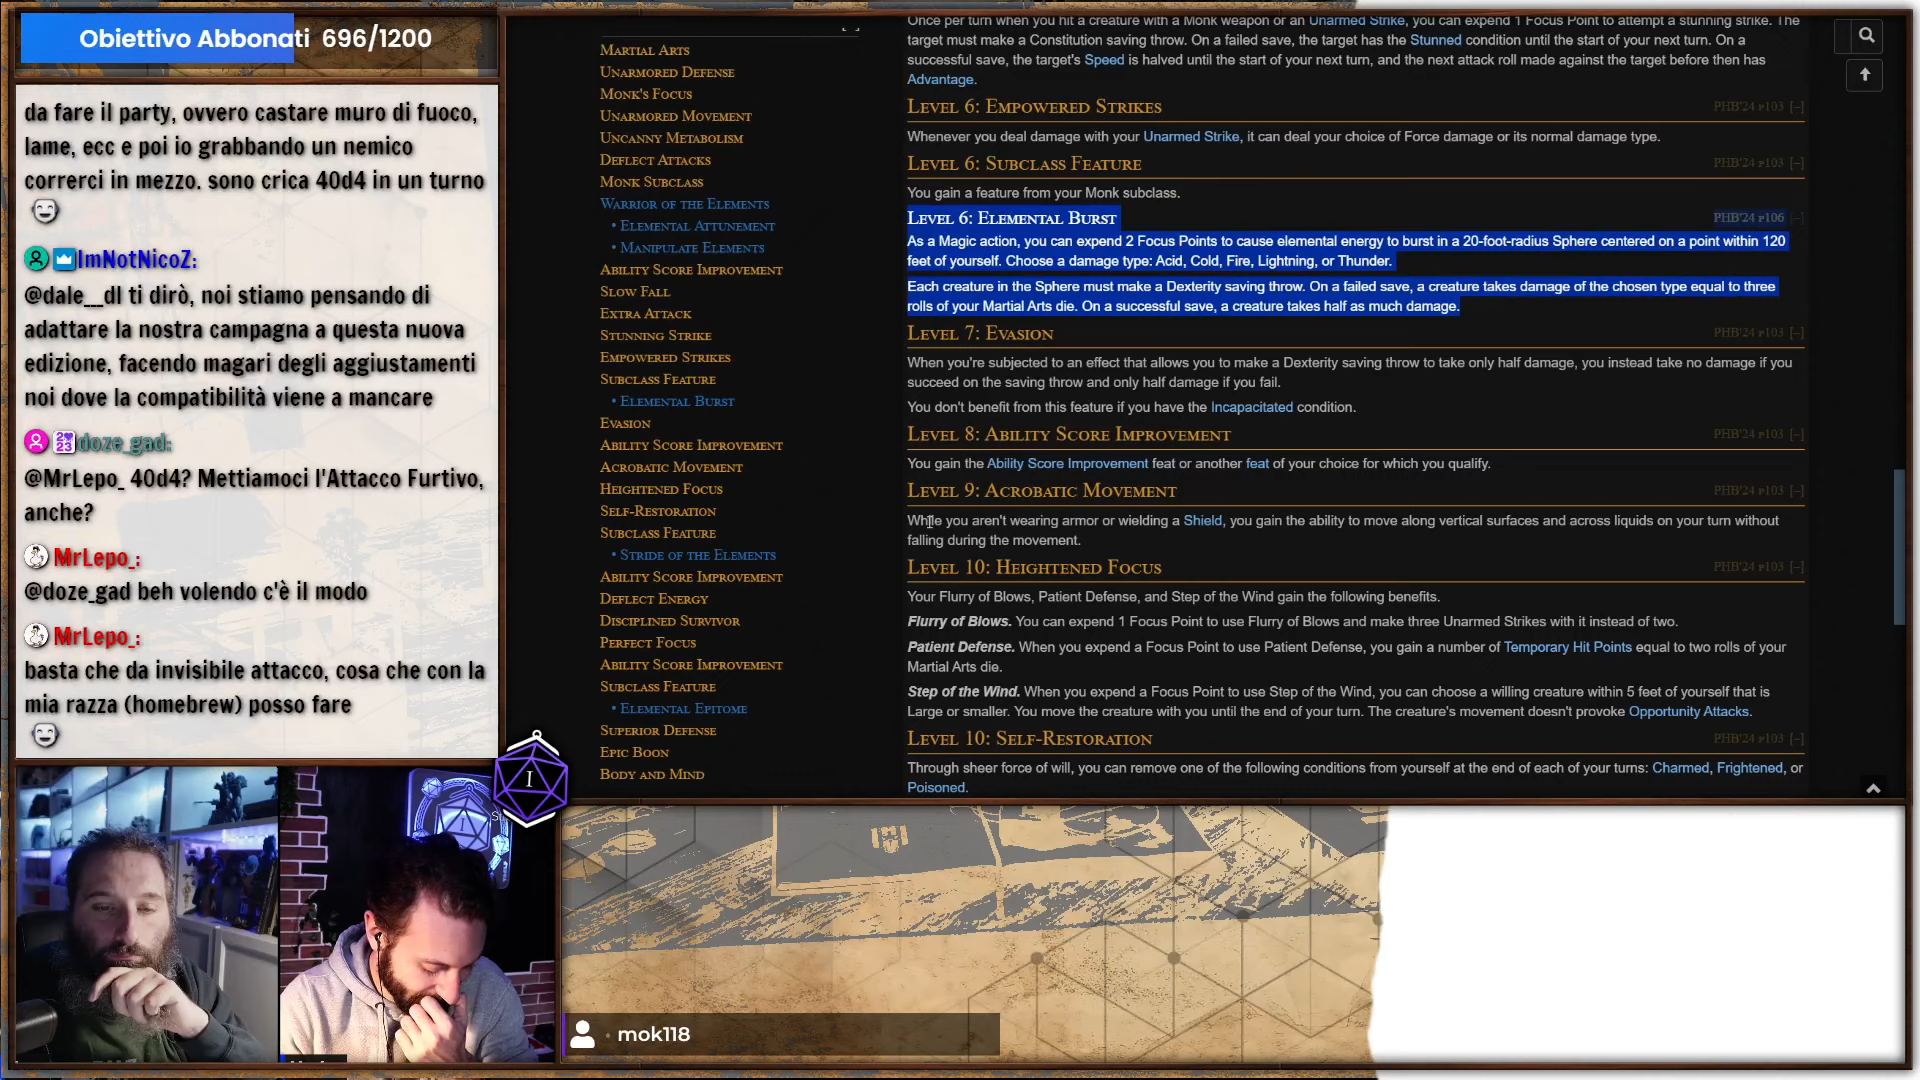 Obiettivo Abbonati 696/1200
da fare il party, ovvero castare muro di fuoco,
lame, ecc e poi io grabbando un nemico
correrci in mezzo. sono crica 40d4 in un turno
ImNotNicoZ:
@dale__dl ti dirò, noi stiamo pensando di
adattare la nostra campagna a questa nuova
edizione, facendo magari degli aggiustamenti
noi dove la compatibilità viene a mancare
doze_gad:
@MrLepo_ 40d4? Mettiamoci l'Attacco Furtivo,
anche?
MrLepo_:
@doze_gad beh volendo c'è il modo
MrLepo_:
basta che da invisibile attacco, cosa che con la
mia razza (homebrew) posso fare
Martial Arts
Unarmored Defense
Monk's Focus
Unarmored Movement
Uncanny Metabolism
Deflect Attacks
Monk Subclass
Warrior of the Elements
• Elemental Attunement
• Manipulate Elements
Ability Score Improvement
Slow Fall
Extra Attack
Stunning Strike
Empowered Strikes
Subclass Feature
• Elemental Burst
Evasion
Ability Score Improvement
Acrobatic Movement
Heightened Focus
Self-Restoration
Subclass Feature
• Stride of the Elements
Ability Score Improvement
Deflect Energy
Disciplined Survivor
Perfect Focus
Ability Score Improvement
Subclass Feature
• Elemental Epitome
Superior Defense
Epic Boon
Body and Mind
Once per turn when you hit a creature with a Monk weapon or an Unarmed Strike, you can expend 1 Focus Point to attempt a stunning strike. The
target must make a Constitution saving throw. On a failed save, the target has the Stunned condition until the start of your next turn. On a
successful save, the target's Speed is halved until the start of your next turn, and the next attack roll made against the target before then has
Advantage.
Level 6: Empowered Strikes PHB'24 p103 [–]
Whenever you deal damage with your Unarmed Strike, it can deal your choice of Force damage or its normal damage type.
Level 6: Subclass Feature PHB'24 p103 [–]
You gain a feature from your Monk subclass.
Level 6: Elemental Burst PHB'24 p106 [–]
As a Magic action, you can expend 2 Focus Points to cause elemental energy to burst in a 20-foot-radius Sphere centered on a point within 120
feet of yourself. Choose a damage type: Acid, Cold, Fire, Lightning, or Thunder.
Each creature in the Sphere must make a Dexterity saving throw. On a failed save, a creature takes damage of the chosen type equal to three
rolls of your Martial Arts die. On a successful save, a creature takes half as much damage.
Level 7: Evasion PHB'24 p103 [–]
When you're subjected to an effect that allows you to make a Dexterity saving throw to take only half damage, you instead take no damage if you
succeed on the saving throw and only half damage if you fail.
You don't benefit from this feature if you have the Incapacitated condition.
Level 8: Ability Score Improvement PHB'24 p103 [–]
You gain the Ability Score Improvement feat or another feat of your choice for which you qualify.
Level 9: Acrobatic Movement PHB'24 p103 [–]
While you aren't wearing armor or wielding a Shield, you gain the ability to move along vertical surfaces and across liquids on your turn without
falling during the movement.
Level 10: Heightened Focus PHB'24 p103 [–]
Your Flurry of Blows, Patient Defense, and Step of the Wind gain the following benefits.
Flurry of Blows. You can expend 1 Focus Point to use Flurry of Blows and make three Unarmed Strikes with it instead of two.
Patient Defense. When you expend a Focus Point to use Patient Defense, you gain a number of Temporary Hit Points equal to two rolls of your
Martial Arts die.
Step of the Wind. When you expend a Focus Point to use Step of the Wind, you can choose a willing creature within 5 feet of yourself that is
Large or smaller. You move the creature with you until the end of your turn. The creature's movement doesn't provoke Opportunity Attacks.
Level 10: Self-Restoration PHB'24 p103 [–]
Through sheer force of will, you can remove one of the following conditions from yourself at the end of each of your turns: Charmed, Frightened, or
Poisoned.
I
mok118